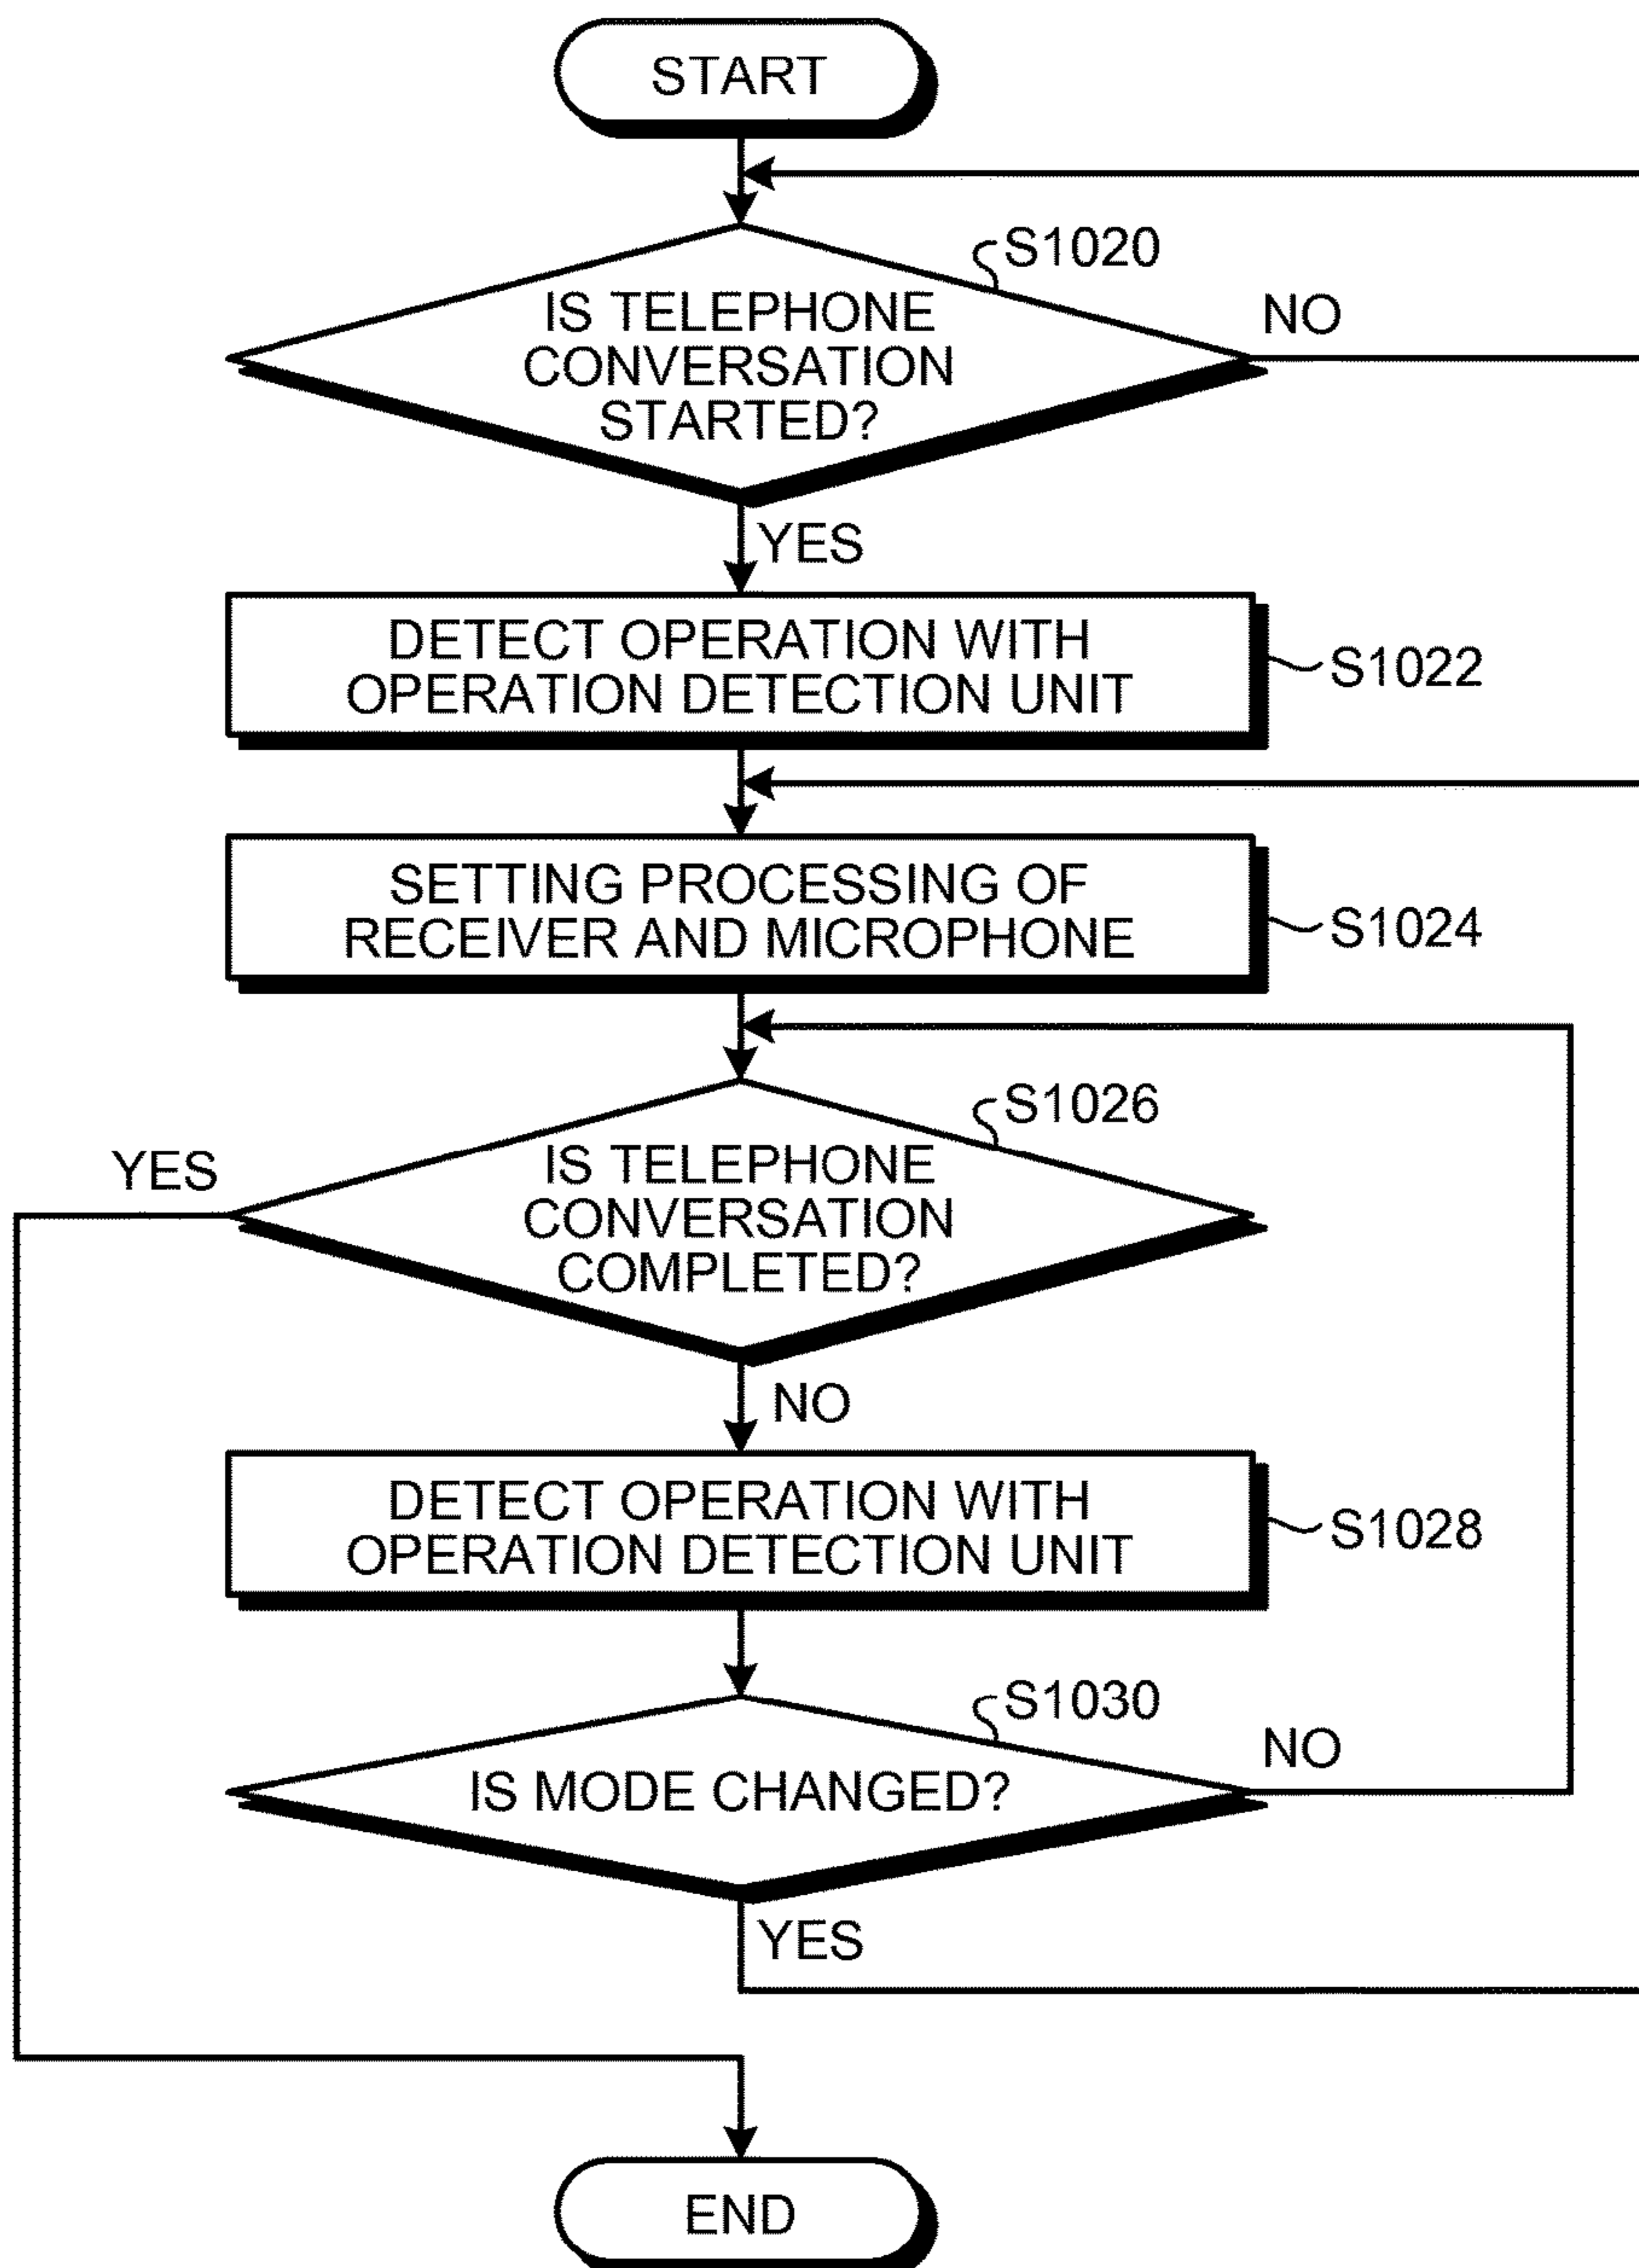 START
S1020
IS TELEPHONE
CONVERSATION
STARTED?
NO
YES
DETECT OPERATION WITH
OPERATION DETECTION UNIT
S1022
SETTING PROCESSING OF
RECEIVER AND MICROPHONE
S1024
S1026
YES
IS TELEPHONE
CONVERSATION
COMPLETED?
NO
DETECT OPERATION WITH
OPERATION DETECTION UNIT
S1028
S1030
NO
IS MODE CHANGED?
YES
END